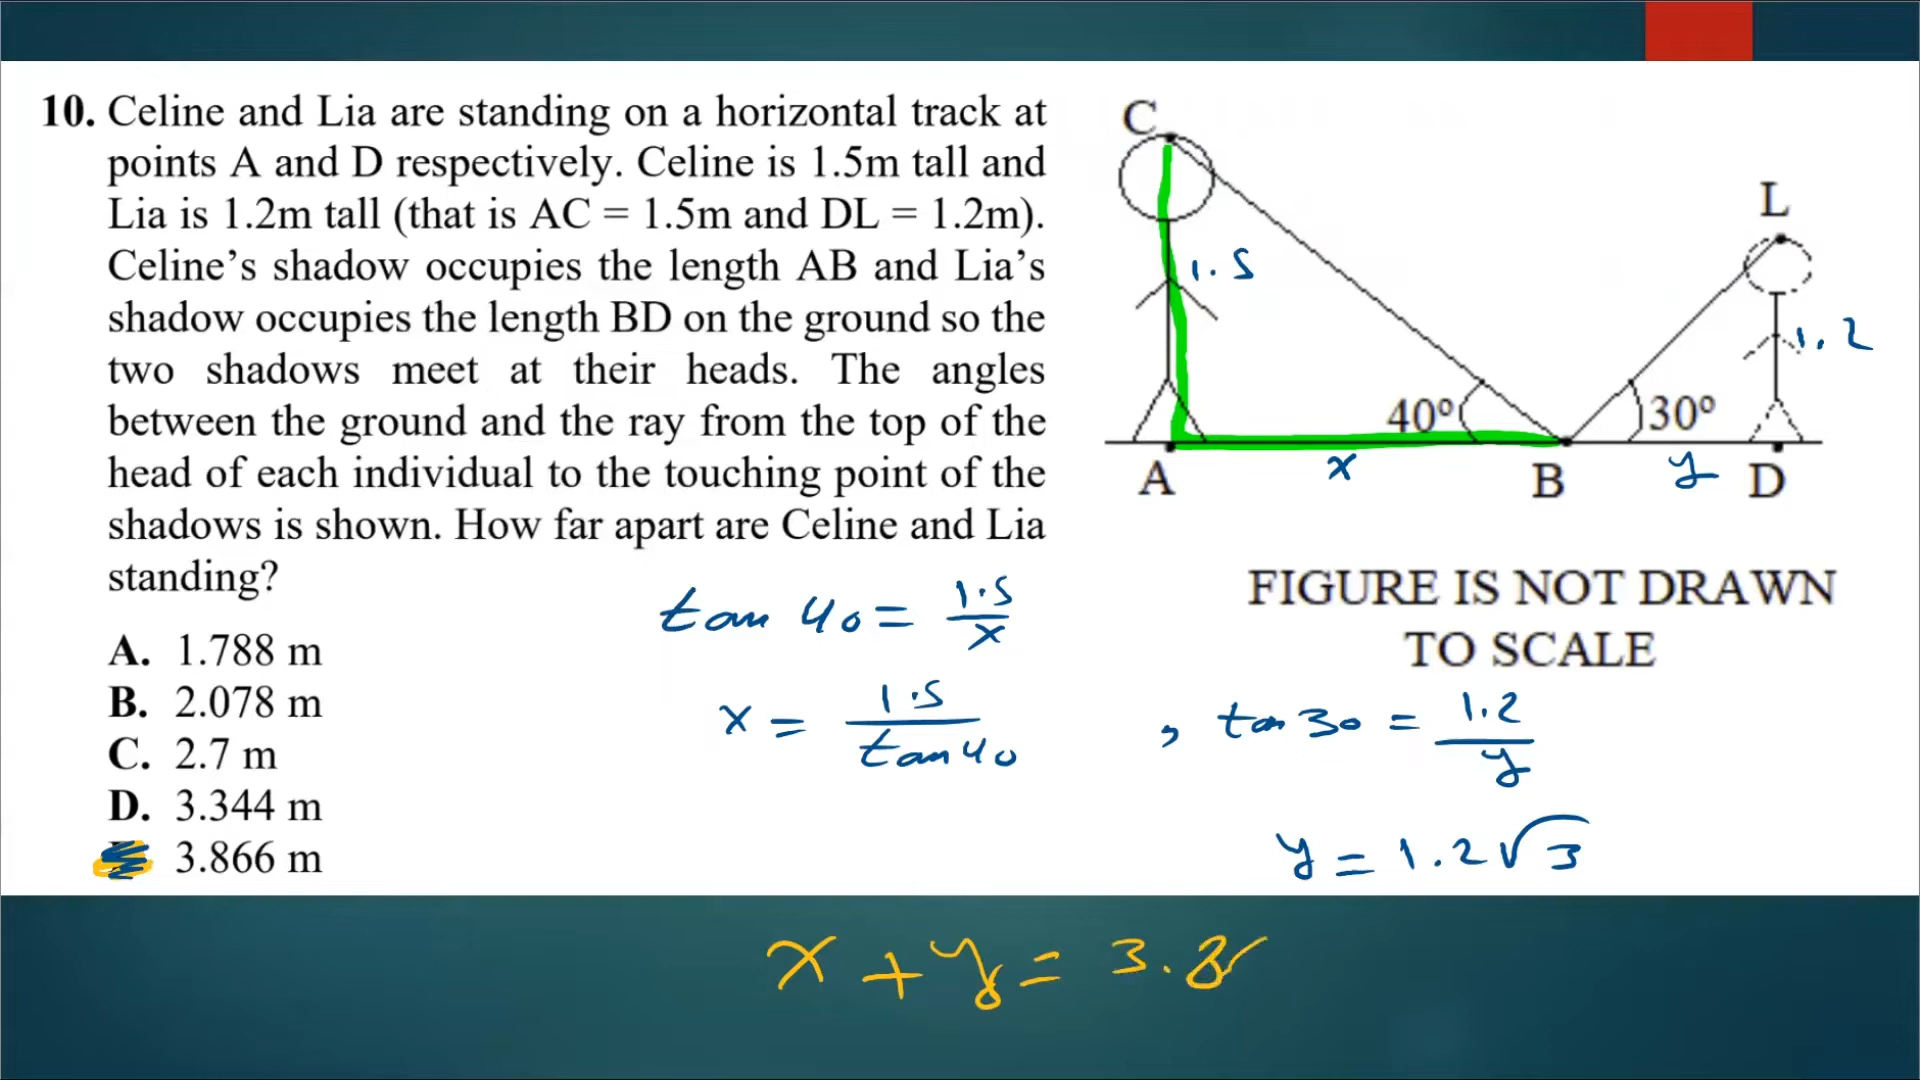 10. Celine and Lia are standing on a horizontal track at
points A and D respectively. Celine is 1.5m tall and
Lia is 1.2m tall (that is AC = 1.5m and DL = 1.2m).
Celine’s shadow occupies the length AB and Lia’s
shadow occupies the length BD on the ground so the
two shadows meet at their heads. The angles
between the ground and the ray from the top of the
head of each individual to the touching point of the
shadows is shown. How far apart are Celine and Lia
standing?
A. 1.788 m
B. 2.078 m
C. 2.7 m
D. 3.344 m
3.866 m
C
L
1.5
1.2
40º
30º
A
x
B
y
D
FIGURE IS NOT DRAWN
TO SCALE
tan 40 = 1.5/x
x = 1.5/tan 40
, tan 30 = 1.2/y
y = 1.2√3
x + y = 3.8